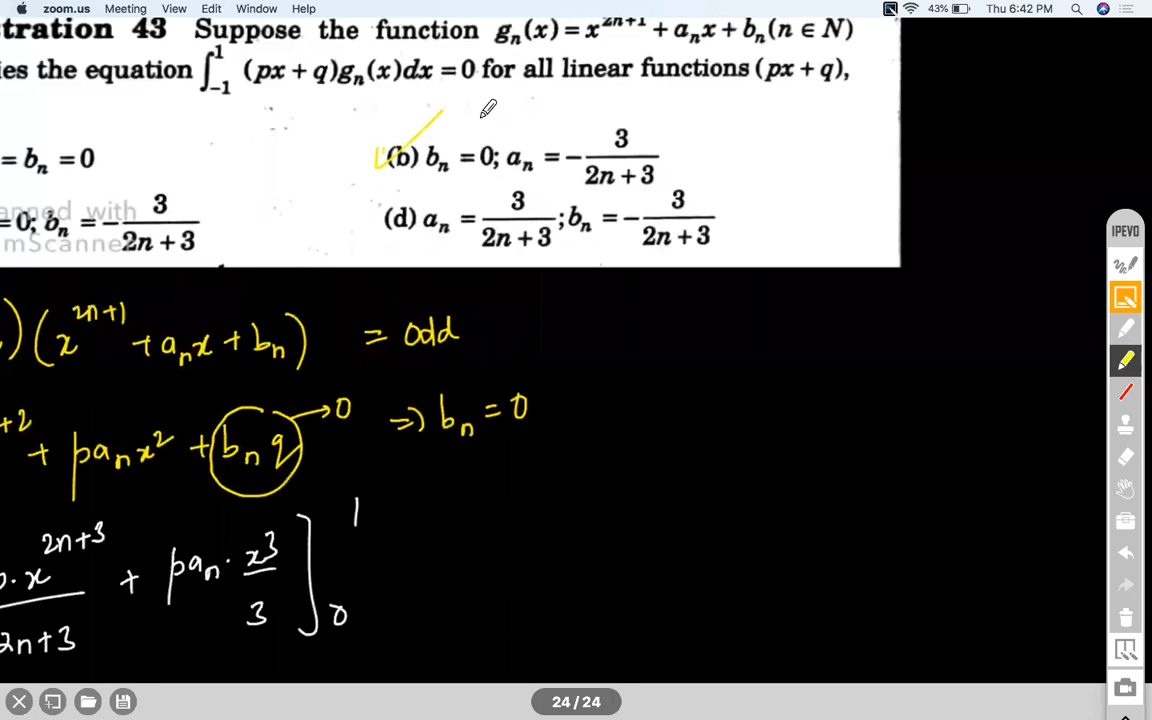 zoom.us Meeting View Edit Window Help 43% Thu 6:42 PM
tration 43 Suppose the function gₙ(x) = x²ⁿ⁺¹ + aₙx + bₙ(n ∈ N)
ies the equation ∫₋₁¹ (px + q)gₙ(x)dx = 0 for all linear functions (px + q),
= bₙ = 0
(b) bₙ = 0; aₙ = −3/(2n + 3)
= 0; bₙ = −3/(2n + 3)
(d) aₙ = 3/(2n + 3); bₙ = −3/(2n + 3)
nned with
mScanne
)(x²ⁿ⁺¹ + aₙx + bₙ) = odd
+2 + paₙx² + bₙq → 0 ⇒ bₙ = 0
· x²ⁿ⁺³/2n+3 + paₙ · x³/3 ]₀¹
IPEVO
24 / 24